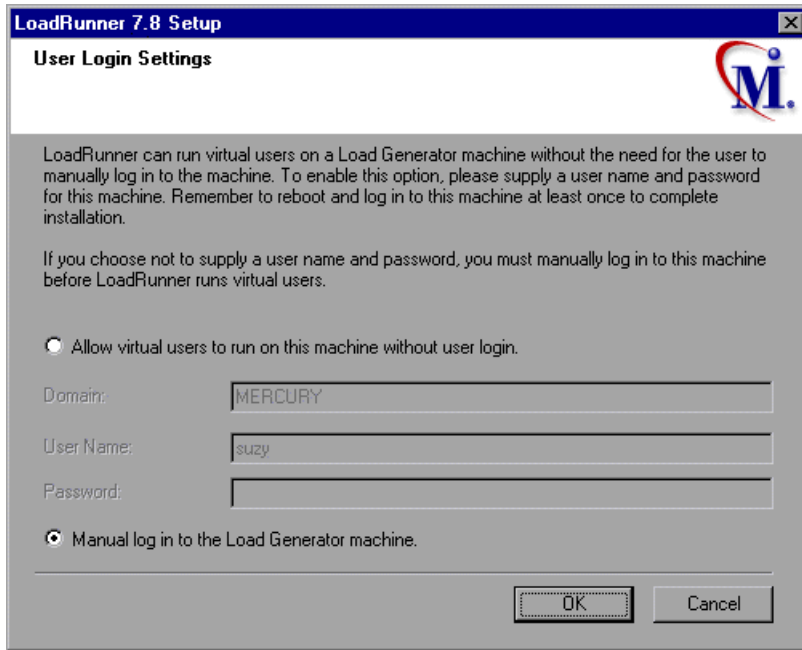 LoadRunner 7.8 Setup
User Login Settings
M.
LoadRunner can run virtual users on a Load Generator machine without the need for the user to
manually log in to the machine. To enable this option, please supply a user name and password
for this machine. Remember to reboot and log in to this machine at least once to complete
installation.
If you choose not to supply a user name and password, you must manually log in to this machine
before LoadRunner runs virtual users.
Allow virtual users to run on this machine without user login.
Domain: MERCURY
User Name: suzy
Password:
Manual log in to the Load Generator machine.
OK Cancel